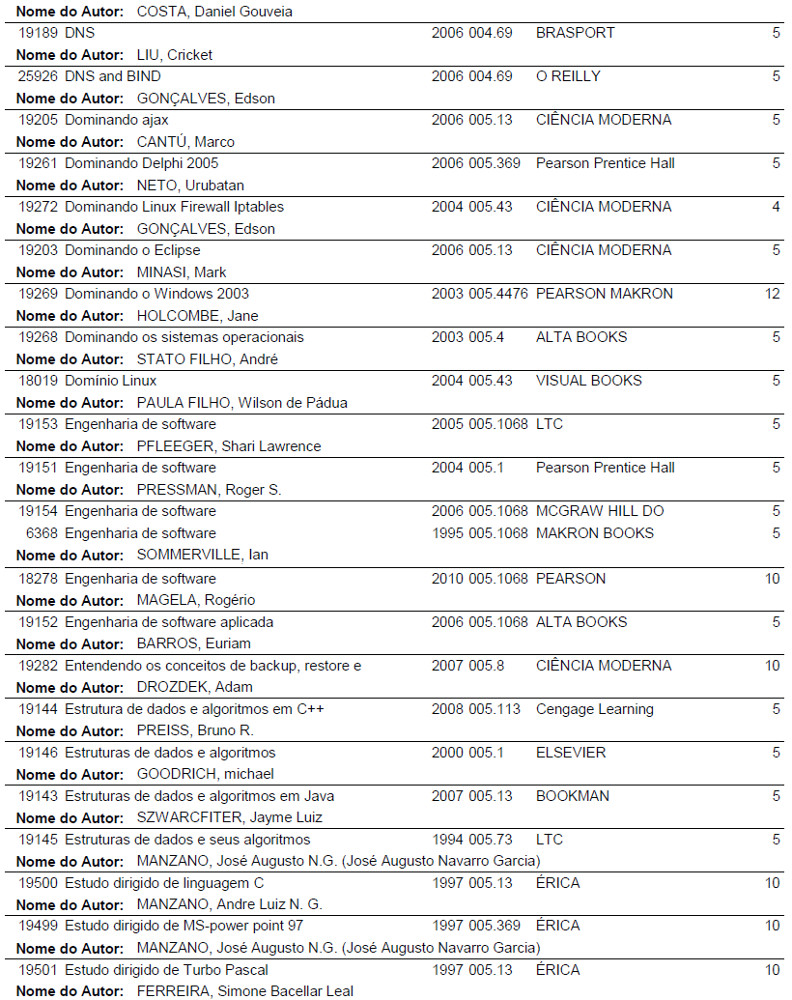 Nome do Autor: COSTA, Daniel Gouveia
19189 DNS 2006 004.69 BRASPORT 5
Nome do Autor: LIU, Cricket
25926 DNS and BIND 2006 004.69 O REILLY 5
Nome do Autor: GONÇALVES, Edson
19205 Dominando ajax 2006 005.13 CIÊNCIA MODERNA 5
Nome do Autor: CANTÚ, Marco
19261 Dominando Delphi 2005 2006 005.369 Pearson Prentice Hall 5
Nome do Autor: NETO, Urubatan
19272 Dominando Linux Firewall Iptables 2004 005.43 CIÊNCIA MODERNA 4
Nome do Autor: GONÇALVES, Edson
19203 Dominando o Eclipse 2006 005.13 CIÊNCIA MODERNA 5
Nome do Autor: MINASI, Mark
19269 Dominando o Windows 2003 2003 005.4476 PEARSON MAKRON 12
Nome do Autor: HOLCOMBE, Jane
19268 Dominando os sistemas operacionais 2003 005.4 ALTA BOOKS 5
Nome do Autor: STATO FILHO, André
18019 Domínio Linux 2004 005.43 VISUAL BOOKS 5
Nome do Autor: PAULA FILHO, Wilson de Pádua
19153 Engenharia de software 2005 005.1068 LTC 5
Nome do Autor: PFLEEGER, Shari Lawrence
19151 Engenharia de software 2004 005.1 Pearson Prentice Hall 5
Nome do Autor: PRESSMAN, Roger S.
19154 Engenharia de software 2006 005.1068 MCGRAW HILL DO 5
6368 Engenharia de software 1995 005.1068 MAKRON BOOKS 5
Nome do Autor: SOMMERVILLE, Ian
18278 Engenharia de software 2010 005.1068 PEARSON 10
Nome do Autor: MAGELA, Rogério
19152 Engenharia de software aplicada 2006 005.1068 ALTA BOOKS 5
Nome do Autor: BARROS, Euriam
19282 Entendendo os conceitos de backup, restore e 2007 005.8 CIÊNCIA MODERNA 10
Nome do Autor: DROZDEK, Adam
19144 Estrutura de dados e algoritmos em C++ 2008 005.113 Cengage Learning 5
Nome do Autor: PREISS, Bruno R.
19146 Estruturas de dados e algoritmos 2000 005.1 ELSEVIER 5
Nome do Autor: GOODRICH, michael
19143 Estruturas de dados e algoritmos em Java 2007 005.13 BOOKMAN 5
Nome do Autor: SZWARCFITER, Jayme Luiz
19145 Estruturas de dados e seus algoritmos 1994 005.73 LTC 5
Nome do Autor: MANZANO, José Augusto N.G. (José Augusto Navarro Garcia)
19500 Estudo dirigido de linguagem C 1997 005.13 ÉRICA 10
Nome do Autor: MANZANO, Andre Luiz N. G.
19499 Estudo dirigido de MS-power point 97 1997 005.369 ÉRICA 10
Nome do Autor: MANZANO, José Augusto N.G. (José Augusto Navarro Garcia)
19501 Estudo dirigido de Turbo Pascal 1997 005.13 ÉRICA 10
Nome do Autor: FERREIRA, Simone Bacellar Leal